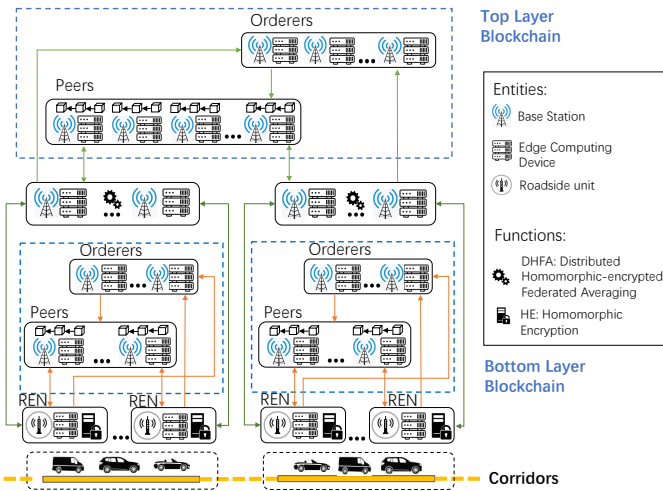 Orderers
Top Layer
Blockchain
Peers
Entities:
Base Station
Edge Computing
Device
Roadside unit
Functions:
DHFA: Distributed
Homomorphic-encrypted
Federated Averaging
HE: Homomorphic
Encryption
Orderers
Orderers
Peers
Peers
Bottom Layer
Blockchain
REN
REN
REN
REN
Corridors